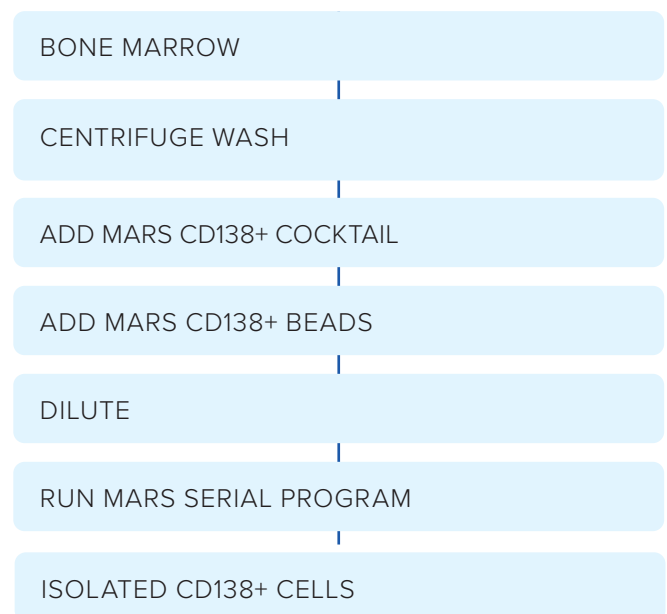 BONE MARROW
CENTRIFUGE WASH
ADD MARS CD138+ COCKTAIL
ADD MARS CD138+ BEADS
DILUTE
RUN MARS SERIAL PROGRAM
ISOLATED CD138+ CELLS